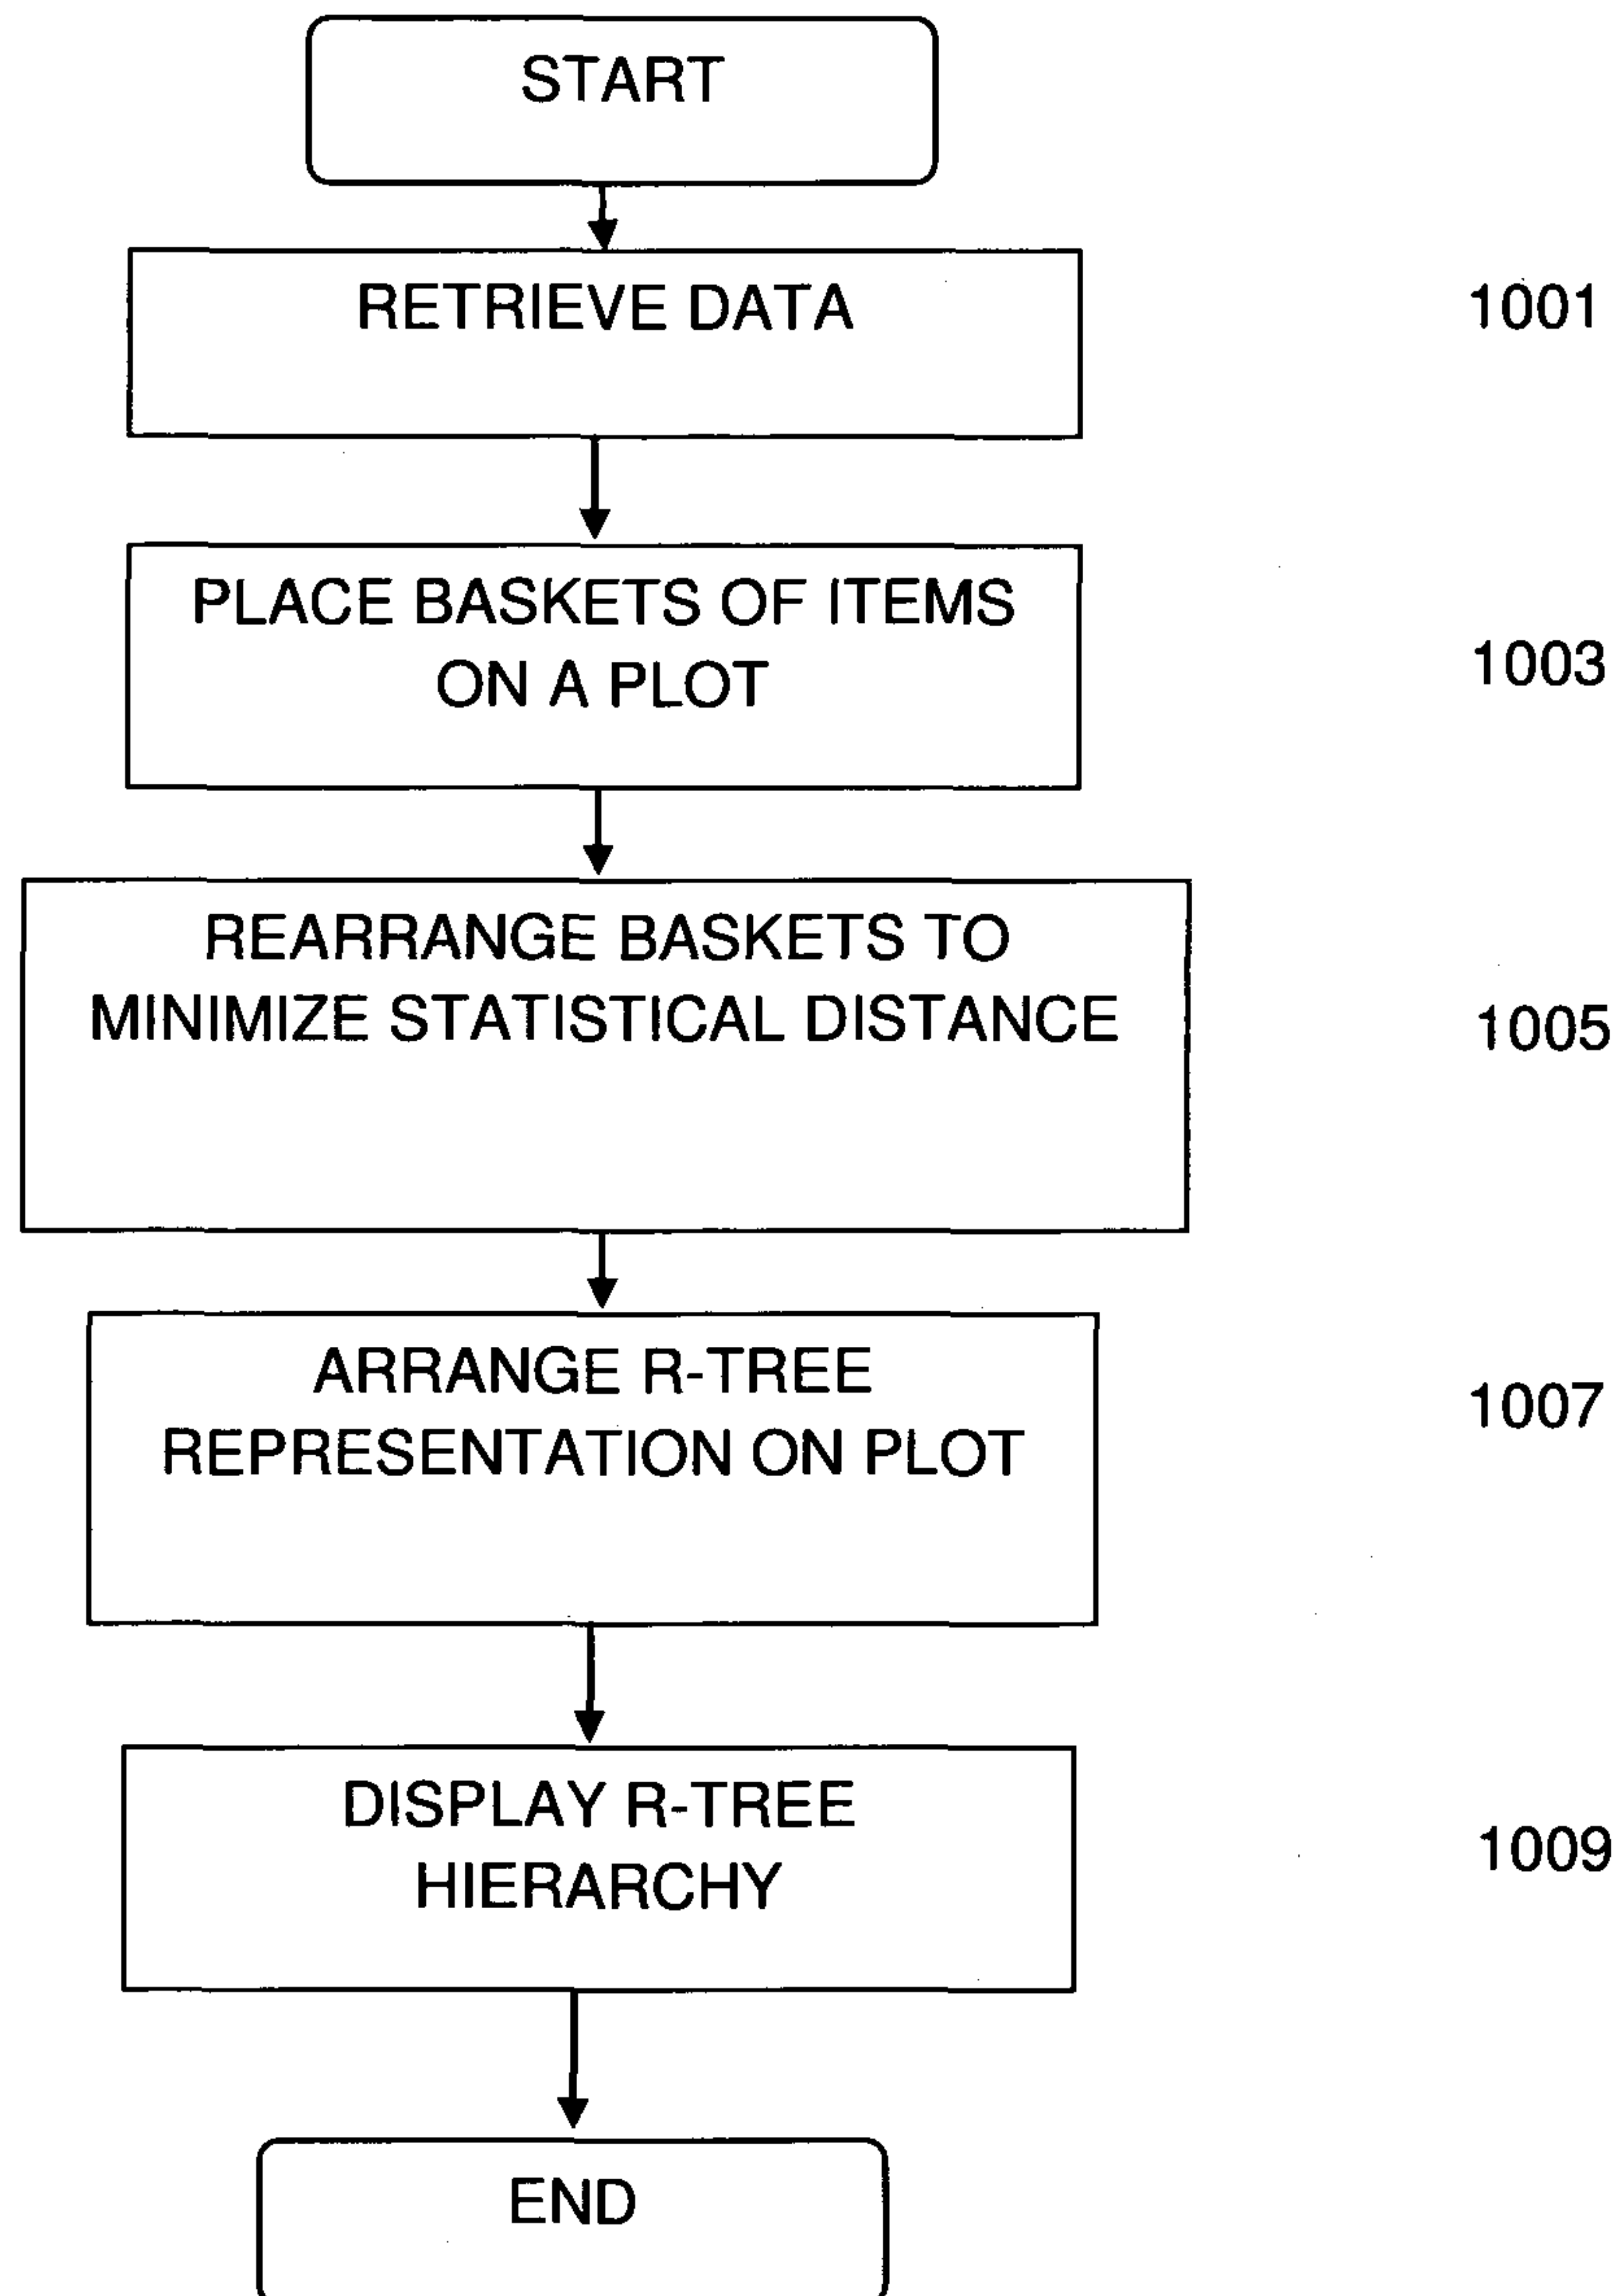 START
RETRIEVE DATA
1001
PLACE BASKETS OF ITEMS
ON A PLOT
1003
REARRANGE BASKETS TO
MINIMIZE STATISTICAL DISTANCE
1005
ARRANGE R-TREE
REPRESENTATION ON PLOT
1007
DISPLAY R-TREE
HIERARCHY
1009
END